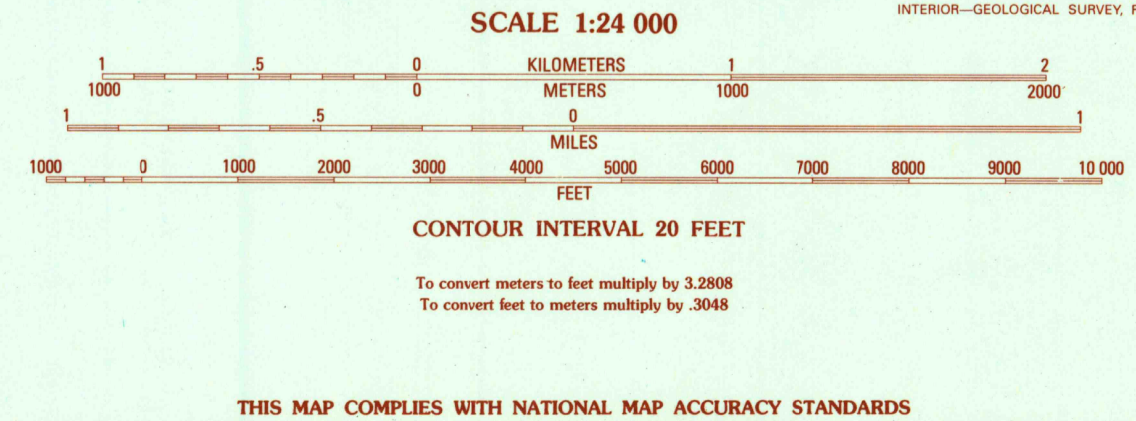 INTERIOR—GEOLOGICAL SURVEY,
SCALE 1:24 000
1 .5 0 KILOMETERS 1 2
1000 0 METERS 1000 2000
1 .5 0 1
MILES
1000 0 1000 2000 3000 4000 5000 6000 7000 8000 9000 10 000
FEET
CONTOUR INTERVAL 20 FEET
To convert meters to feet multiply by 3.2808
To convert feet to meters multiply by .3048
THIS MAP COMPLIES WITH NATIONAL MAP ACCURACY STANDARDS